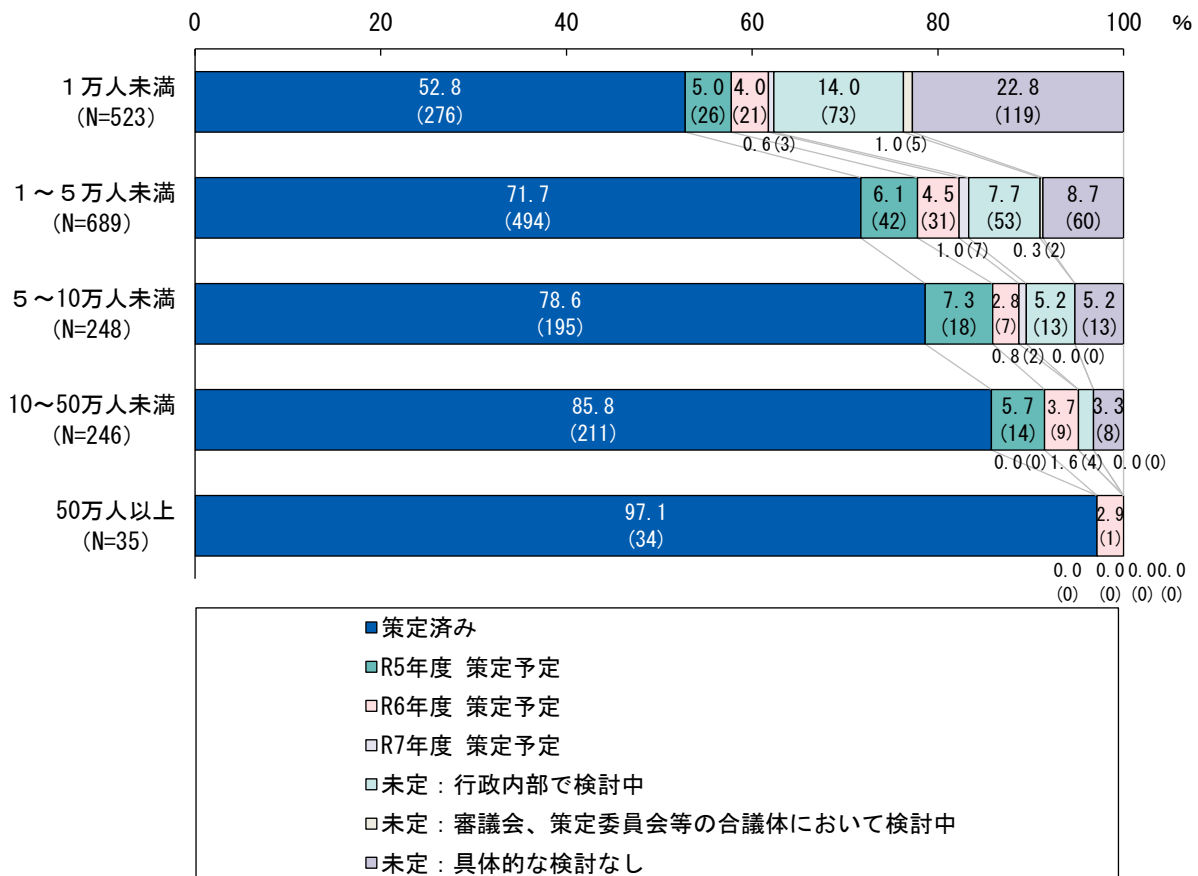 0 20 40 60 80 100 %
１万人未満
(N=523)
52.8 5.0 4.0 14.0 22.8
(276) (26) (21) (73) (119)
0.6(3) 1.0(5)
１～５万人未満
(N=689)
71.7 6.1 4.5 7.7 8.7
(494) (42) (31) (53) (60)
1.0(7) 0.3(2)
５～10万人未満
(N=248)
78.6 7.3 2.8 5.2 5.2
(195) (18) (7) (13) (13)
0.8(2) 0.0(0)
10～50万人未満
(N=246)
85.8 5.7 3.7 3.3
(211) (14) (9) (8)
0.0(0) 1.6(4) 0.0(0)
50万人以上
(N=35)
97.1 2.9
(34) (1)
0.0 0.0 0.0 0.0
(0) (0) (0) (0)
策定済み
R5年度 策定予定
R6年度 策定予定
R7年度 策定予定
未定：行政内部で検討中
未定：審議会、策定委員会等の合議体において検討中
未定：具体的な検討なし